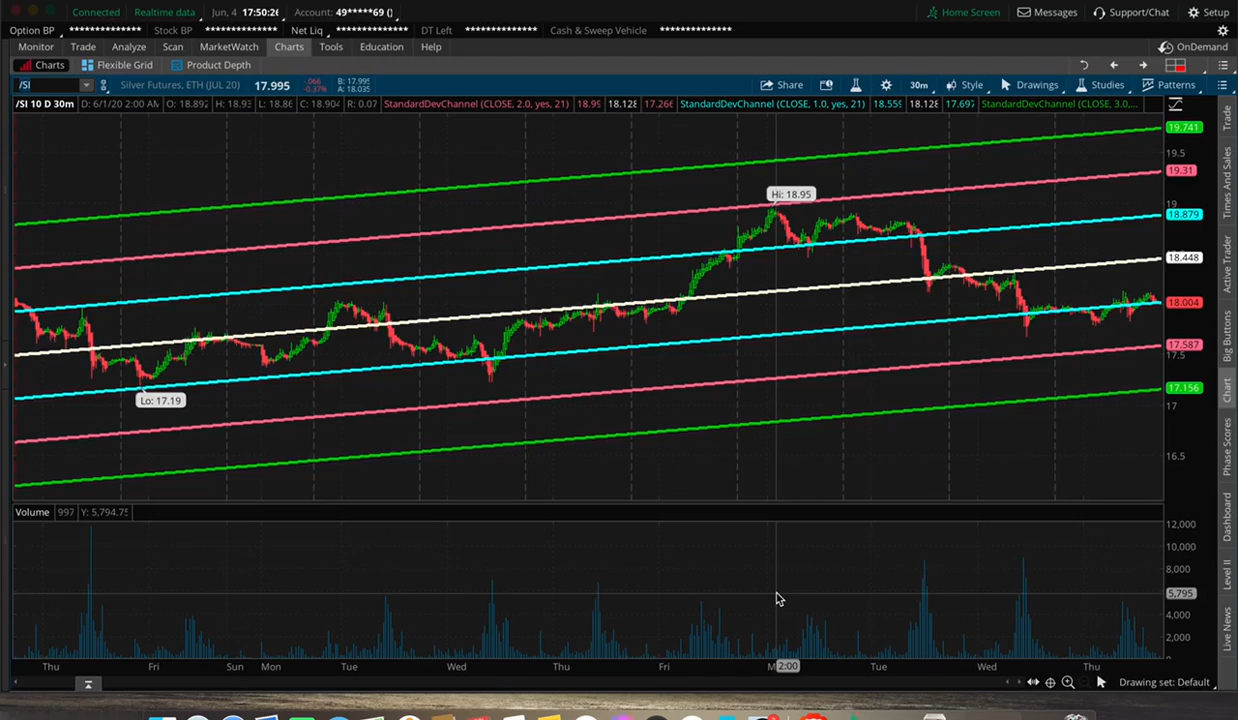 Connected Realtime data Jun, 4 17:50:26 Account: 49*****69 () Home Screen Messages Support/Chat Setup
Option BP ************** Stock BP ************** Net Liq ************** DT Left ************** Cash & Sweep Vehicle **************
Monitor Trade Analyze Scan MarketWatch Charts Tools Education Help OnDemand
Charts Flexible Grid Product Depth
/SI Silver Futures, ETH (JUL 20) 17.995 -.066 -0.37% B: 17.995 A: 18.035 Share 30m Style Drawings Studies Patterns
/SI 10 D 30m D: 6/1/20 2:00 AM O: 18.892 H: 18.93 L: 18.86 C: 18.904 R: 0.07 StandardDevChannel (CLOSE, 2.0, yes, 21) 18.99 18.128 17.266 StandardDevChannel (CLOSE, 1.0, yes, 21) 18.559 18.128 17.697 StandardDevChannel (CLOSE, 3.0,...
19.741
19.5
19.31
Hi: 18.95
19
18.879
18.448
18.004
17.587
17.5
17.156
Lo: 17.19
17
16.5
Volume 997 Y: 5,794.75
12,000
10,000
8,000
5,795
4,000
2,000
Thu Fri Sun Mon Tue Wed Thu Fri M 2:00 Tue Wed Thu
Drawing set: Default
Trade
Times And Sales
Active Trader
Big Buttons
Chart
Phase Scores
Dashboard
Level II
Live News